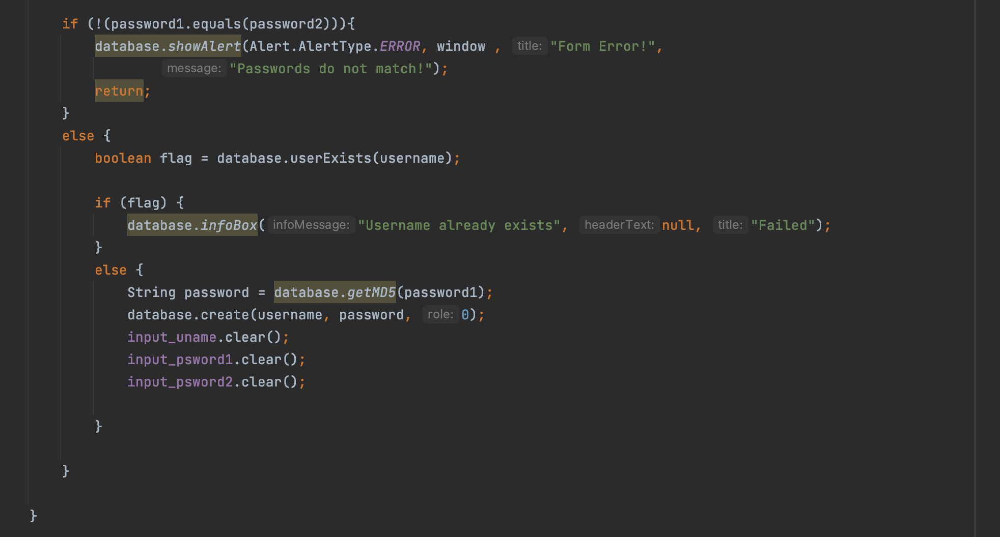 if (!(password1.equals(password2))){
database.showAlert(Alert.AlertType.ERROR, window , title: "Form Error!",
message: "Passwords do not match!");
return;
}
else {
boolean flag = database.userExists(username);
if (flag) {
database.infoBox( infoMessage: "Username already exists", headerText: null, title: "Failed");
}
else {
String password = database.getMD5(password1);
database.create(username, password, role: 0);
input_uname.clear();
input_psword1.clear();
input_psword2.clear();
}
}
}